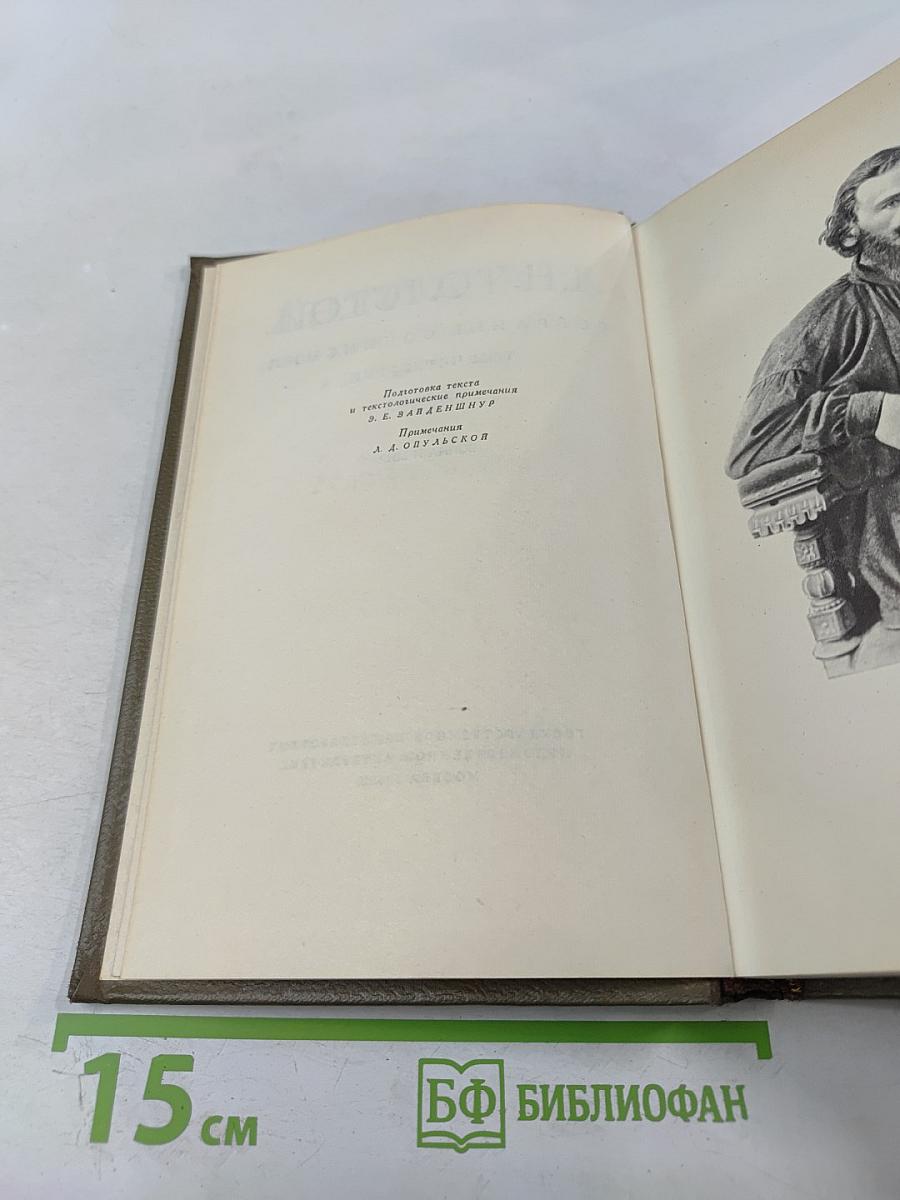 Подготовка текста
и текстологические примечания
Э. Е. ЗАЙДЕНШНУР
Примечания
Л. Д. ОПУЛЬСКОЙ
15 см
БФ БИБЛИОФАН